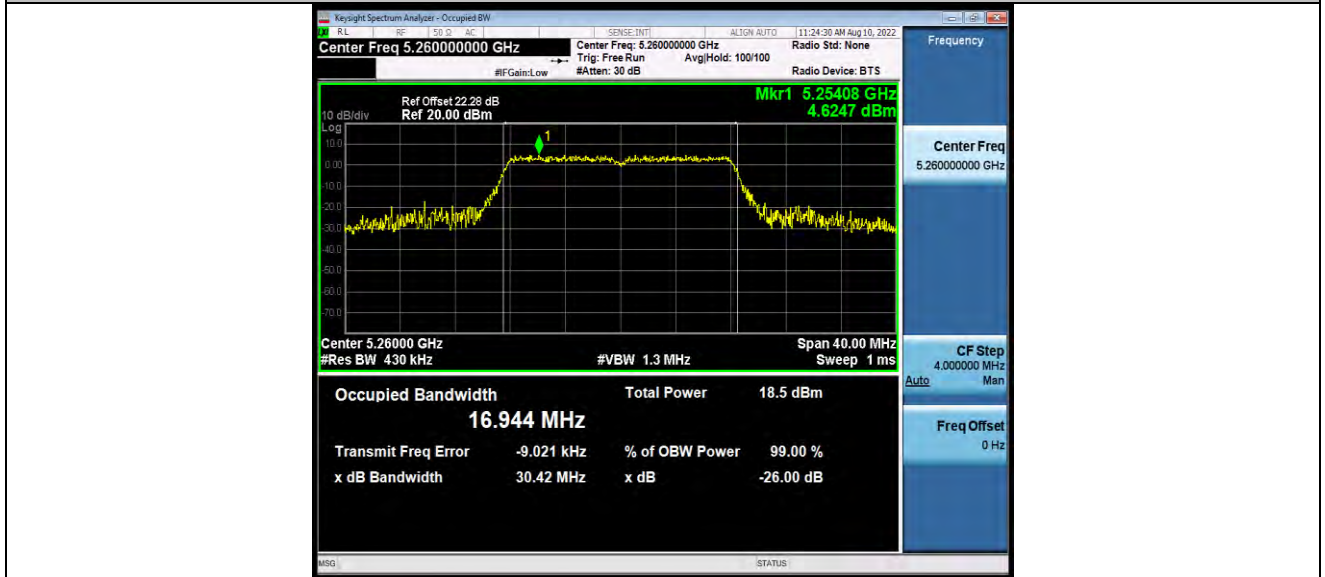 Keysight Spectrum Analyzer - Occupied BW
RL RF 50 Ω AC SENSE:INT ALIGN AUTO 11:24:30 AM Aug 10, 2022
Center Freq 5.260000000 GHz
Center Freq: 5.260000000 GHz Radio Std: None
Trig: Free Run Avg|Hold: 100/100
#IFGain:Low #Atten: 30 dB Radio Device: BTS
Frequency
Mkr1 5.25408 GHz
4.6247 dBm
Ref Offset 22.28 dB
10 dB/div Ref 20.00 dBm
Log
10.0
0.00
-10.0
-20.0
-30.0
-40.0
-50.0
-60.0
-70.0
1
Center 5.26000 GHz Span 40.00 MHz
#Res BW 430 kHz #VBW 1.3 MHz Sweep 1 ms
Occupied Bandwidth Total Power 18.5 dBm
16.944 MHz
Transmit Freq Error -9.021 kHz % of OBW Power 99.00 %
x dB Bandwidth 30.42 MHz x dB -26.00 dB
Center Freq
5.260000000 GHz
CF Step
4.000000 MHz
Auto Man
Freq Offset
0 Hz
MSG STATUS